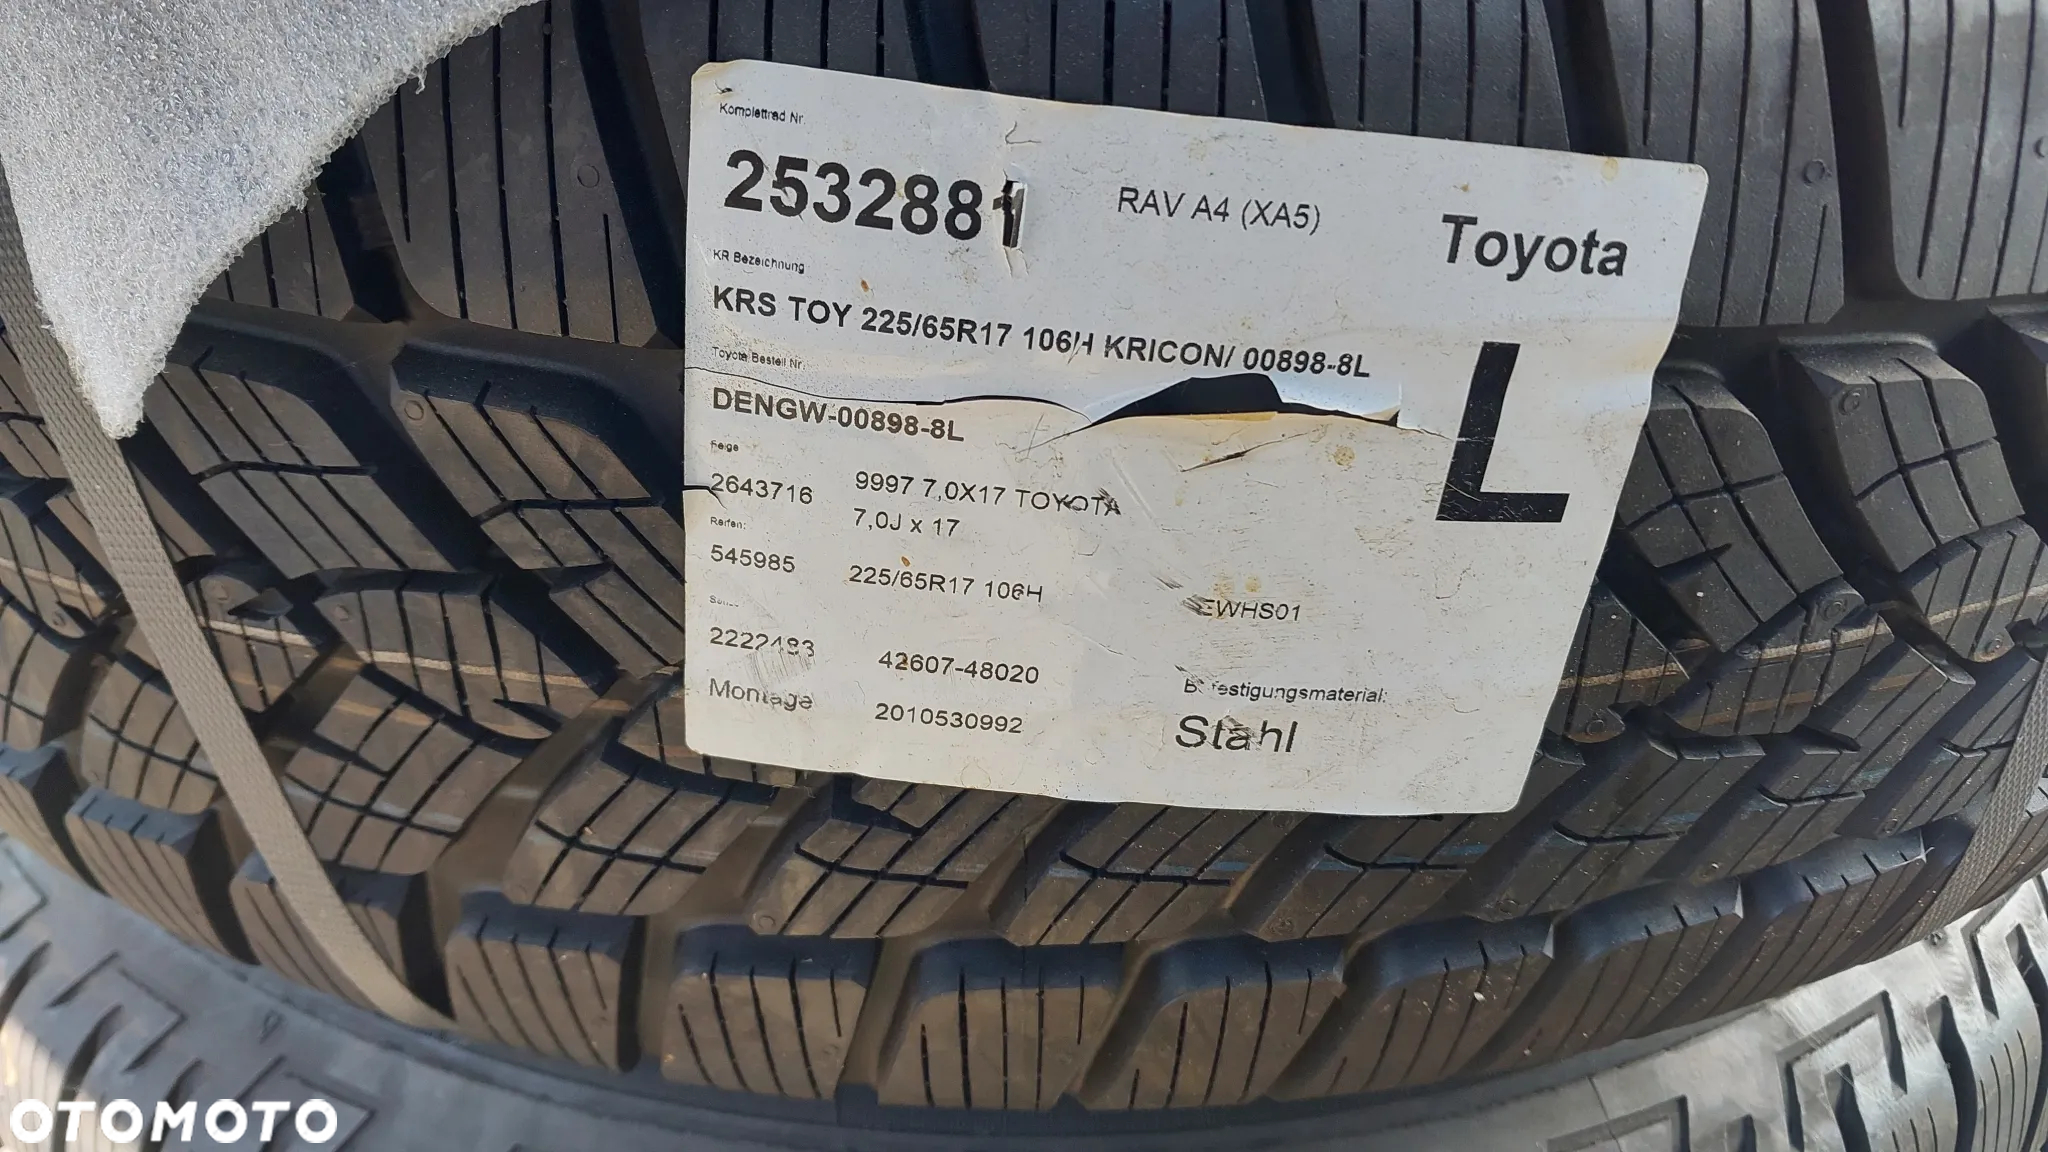 Komplettrad Nr.
2532881
RAV A4 (XA5)
Toyota
KR Bezeichnung
KRS TOY 225/65R17 106H KRICON/ 00898-8L
Toyota Bestell Nr.
DENGW-00898-8L
L
Felge
2643716 9997 7,0X17 TOYOTA
7,0J x 17
Reifen:
545985 225/65R17 106H
EWHS01
42607-48020
Befestigungsmaterial:
Montage 2010530992
Stahl
OTOMOTO